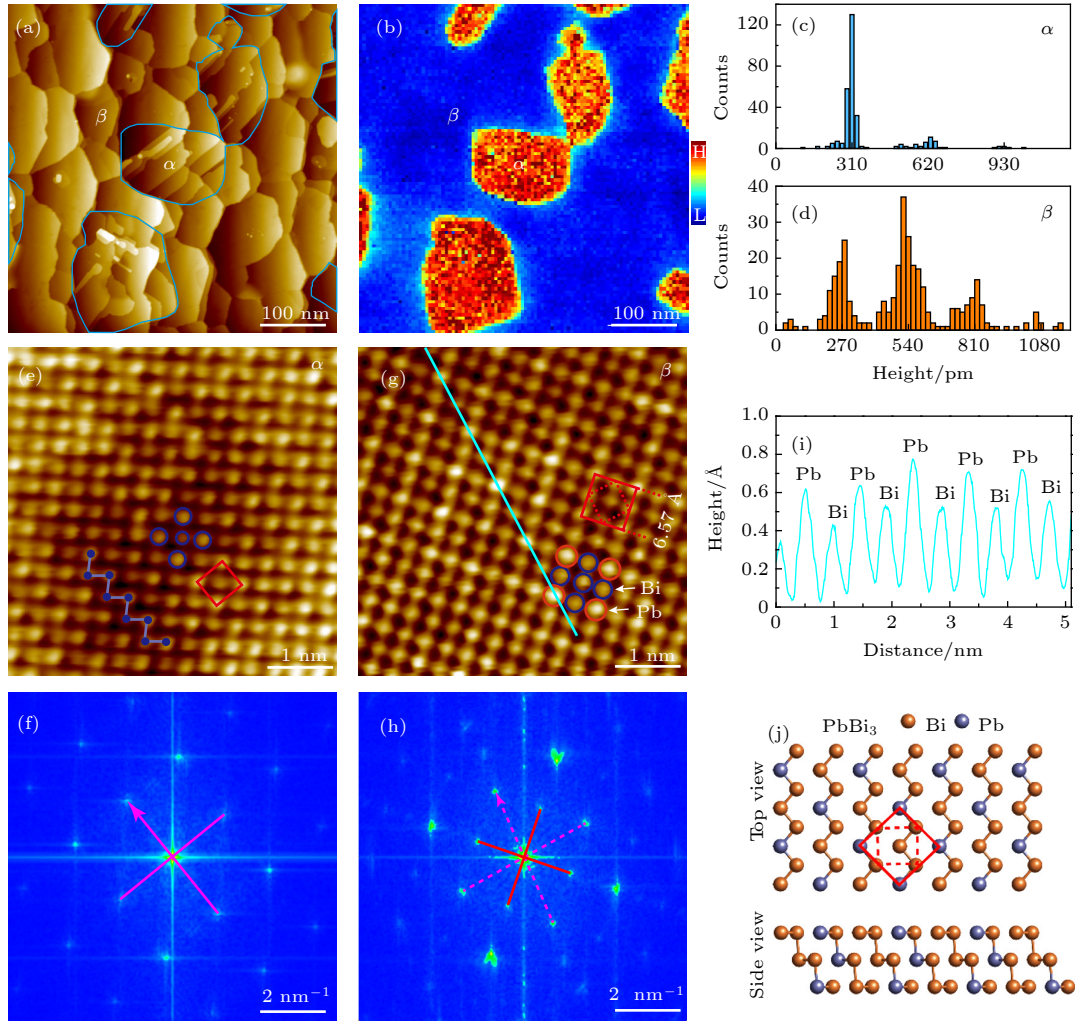 (a)
β
α
100 nm
(b)
β
α
100 nm
H
L
(c)
α
Counts
120
80
40
0
0 310 620 930
(d)
β
Counts
40
30
20
10
0
0 270 540 810 1080
Height/pm
(e)
α
1 nm
(g)
β
6.57 Å
Bi
Pb
1 nm
(i)
Pb Bi Pb Bi Pb Bi Pb Bi Pb Bi
Height/Å
1.0
0.8
0.6
0.4
0.2
0
0 1 2 3 4 5
Distance/nm
(f)
2 nm⁻¹
(h)
2 nm⁻¹
(j)
PbBi₃ Bi Pb
Top view
Side view